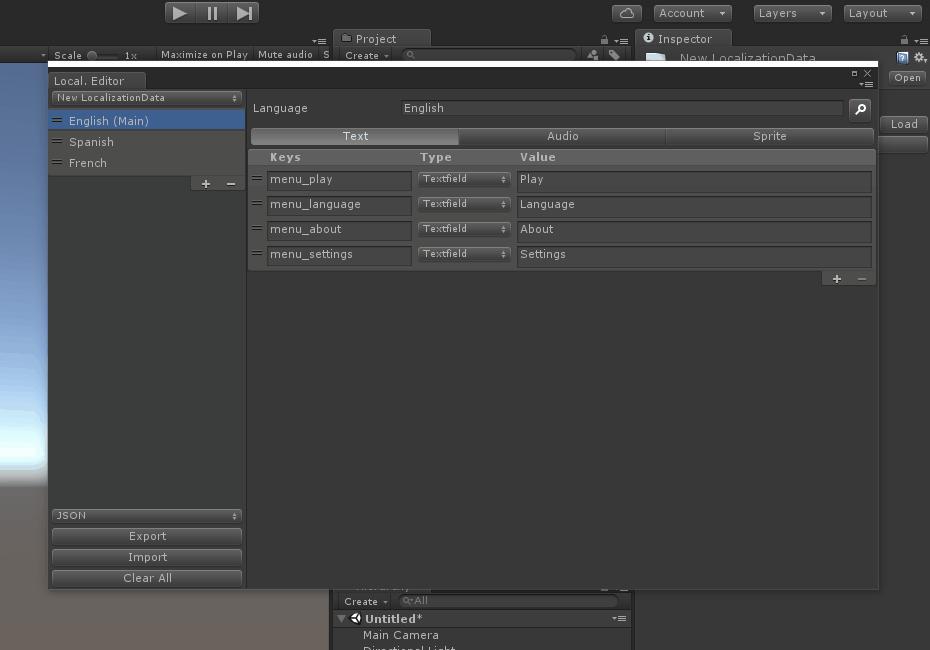 Account
Layers
Layout
Project
Inspector
Scale
1x
Maximize on Play
Mute audio
S
Create
New LocalizationData
Open
Local. Editor
New LocalizationData
Load
English (Main)
Spanish
French
Language
English
Text
Audio
Sprite
Keys
Type
Value
menu_play
Textfield
Play
menu_language
Textfield
Language
menu_about
Textfield
About
menu_settings
Textfield
Settings
JSON
Export
Import
Clear All
Create
All
Untitled*
Main Camera
Directional Light